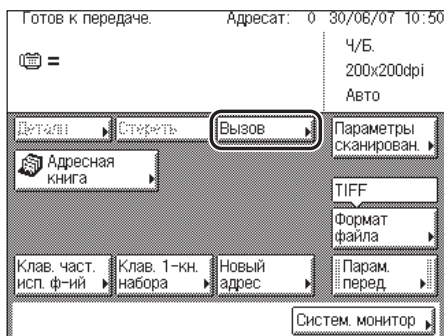 Готов к передаче. Адресат: 0 30/06/07 10:50
=
Ч/Б.
200x200dpi
Авто
Детали Стереть Вызов Параметры сканирован.
Адресная книга
TIFF
Формат файла
Клав. част. исп. ф-ий Клав. 1-кн. набора Новый адрес Парам. перед.
Систем. монитор